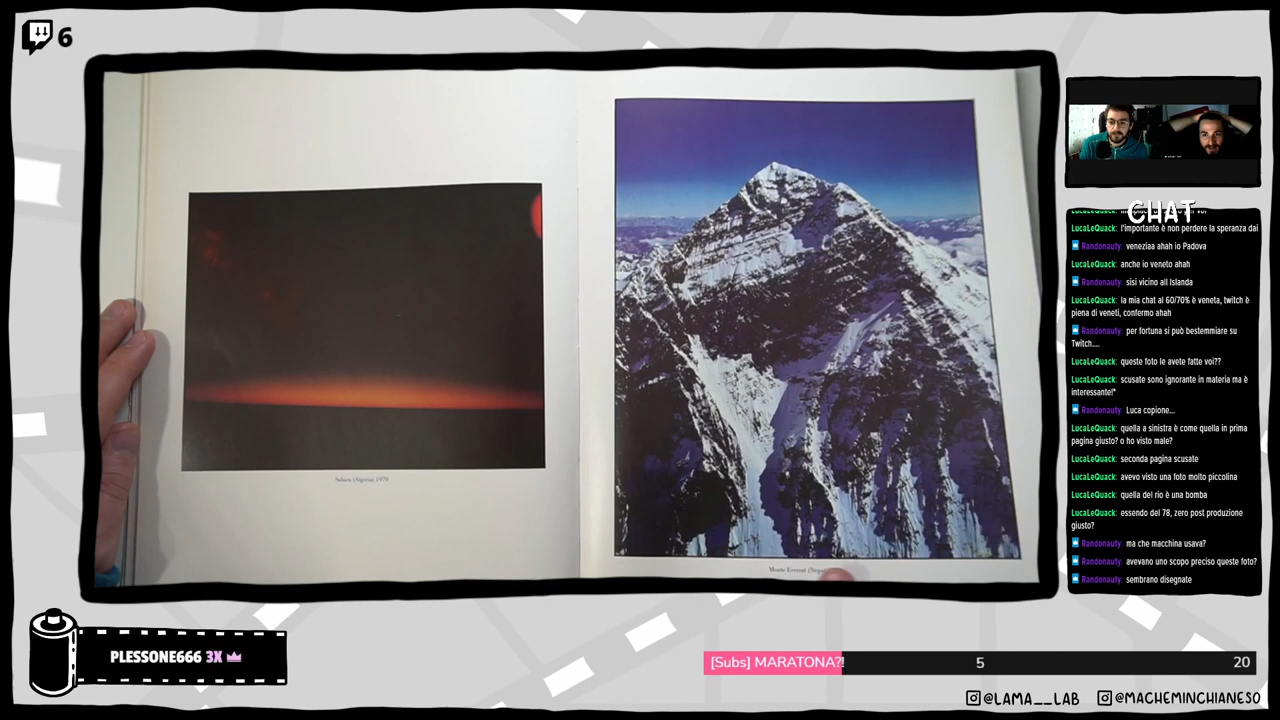 6
CHAT
LucaLeQuack: l'importante è non perdere la speranza dai
Randonauty: veneziaa ahah io Padova
LucaLeQuack: anche io veneto ahah
Randonauty: sisi vicino all Islanda
LucaLeQuack: la mia chat al 60/70% è veneta, twitch è
piena di veneti, confermo ahah
Randonauty: per fortuna si può bestemmiare su
Twitch....
LucaLeQuack: queste foto le avete fatte voi??
LucaLeQuack: scusate sono ignorante in materia ma è
interessante!*
Randonauty: Luca copione...
LucaLeQuack: quella a sinistra è come quella in prima
pagina giusto? o ho visto male?
LucaLeQuack: seconda pagina scusate
LucaLeQuack: avevo visto una foto molto piccolina
LucaLeQuack: quella del rio è una bomba
LucaLeQuack: essendo del 78, zero post produzione
giusto?
Randonauty: ma che macchina usava?
Randonauty: avevano uno scopo preciso queste foto?
Randonauty: sembrano disegnate
Sahara (Algeria) 1979
Monte Everest
PLESSONE666 3X
[Subs] MARATONA?! 5 20
@LAMA__LAB @MACHEMINCHIANESO